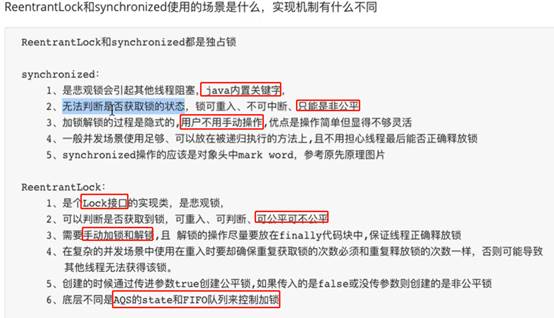 ReentrantLock和synchronized使用的场景是什么，实现机制有什么不同
ReentrantLock和synchronized都是独占锁
synchronized：
1、是悲观锁会引起其他线程阻塞，java内置关键字，
2、无法判断是否获取锁的状态，锁可重入、不可中断、只能是非公平
3、加锁解锁的过程是隐式的,用户不用手动操作,优点是操作简单但显得不够灵活
4、一般并发场景使用足够、可以放在被递归执行的方法上,且不用担心线程最后能否正确释放锁
5、synchronized操作的应该是对象头中mark word，参考原先原理图片
ReentrantLock：
1、是个Lock接口的实现类，是悲观锁，
2、可以判断是否获取到锁，可重入、可判断、可公平可不公平
3、需要手动加锁和解锁,且 解锁的操作尽量要放在finally代码块中,保证线程正确释放锁
4、在复杂的并发场景中使用在重入时要却确保重复获取锁的次数必须和重复释放锁的次数一样，否则可能导致
其他线程无法获得该锁。
5、创建的时候通过传进参数true创建公平锁,如果传入的是false或没传参数则创建的是非公平锁
6、底层不同是AQS的state和FIFO队列来控制加锁